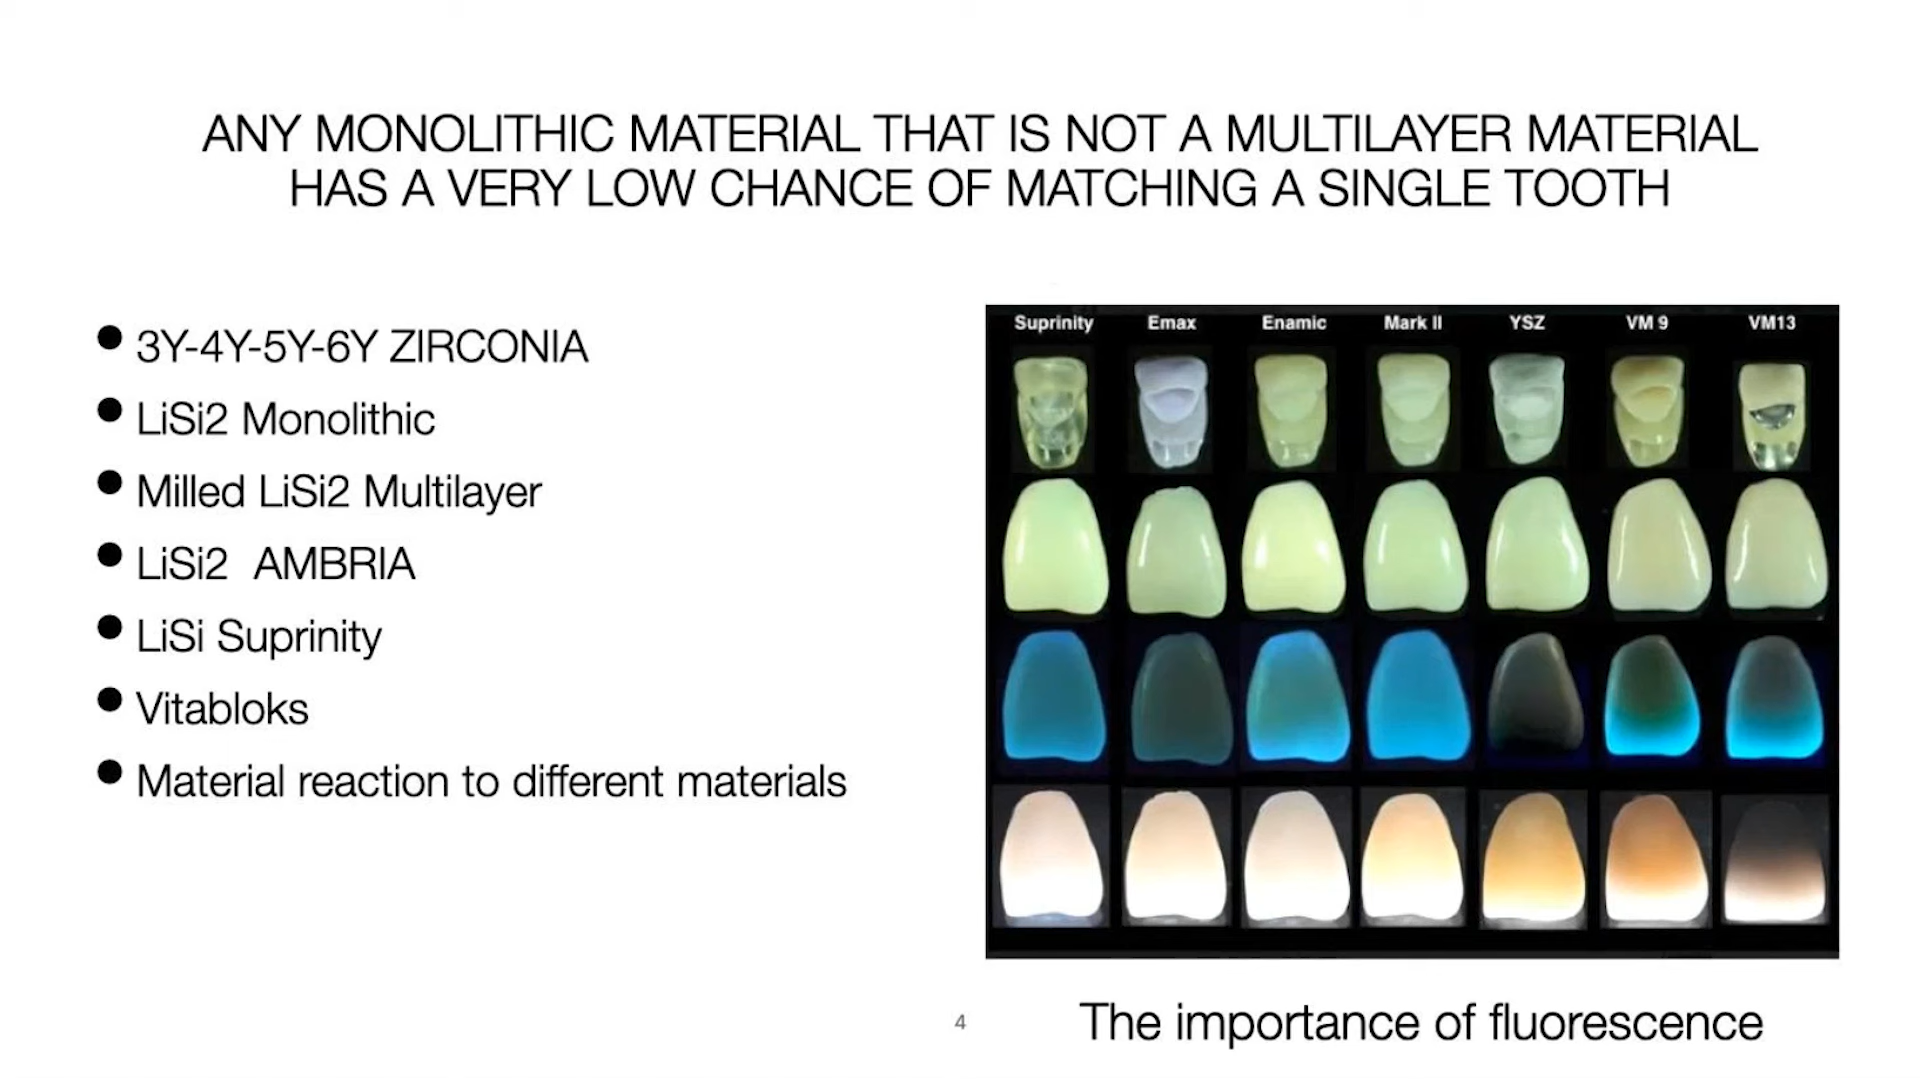 ANY MONOLITHIC MATERIAL THAT IS NOT A MULTILAYER MATERIAL
HAS A VERY LOW CHANCE OF MATCHING A SINGLE TOOTH
3Y-4Y-5Y-6Y ZIRCONIA
LiSi2 Monolithic
Milled LiSi2 Multilayer
LiSi2 AMBRIA
LiSi Suprinity
Vitabloks
Material reaction to different materials
Suprinity Emax Enamic Mark II YSZ VM 9 VM13
The importance of fluorescence
4